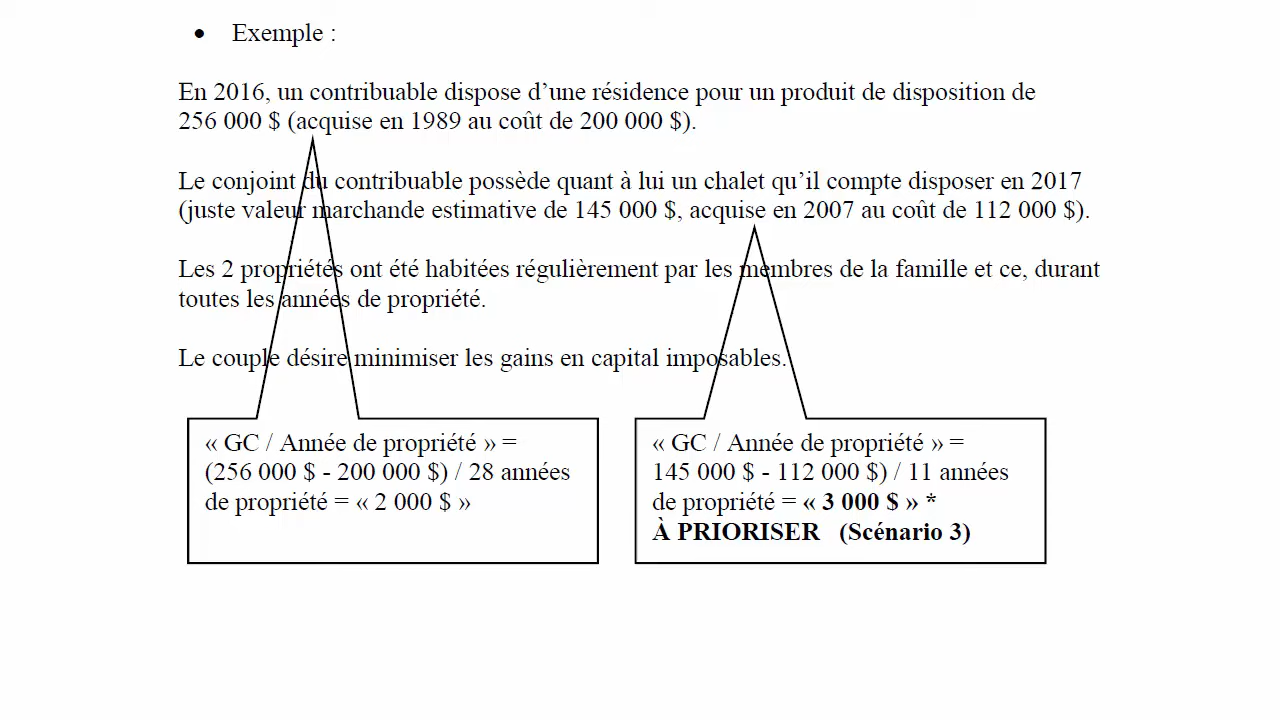 • Exemple :
En 2016, un contribuable dispose d’une résidence pour un produit de disposition de
256 000 $ (acquise en 1989 au coût de 200 000 $).
Le conjoint du contribuable possède quant à lui un chalet qu’il compte disposer en 2017
(juste valeur marchande estimative de 145 000 $, acquise en 2007 au coût de 112 000 $).
Les 2 propriétés ont été habitées régulièrement par les membres de la famille et ce, durant
toutes les années de propriété.
Le couple désire minimiser les gains en capital imposables.
« GC / Année de propriété » =
(256 000 $ - 200 000 $) / 28 années
de propriété = « 2 000 $ »
« GC / Année de propriété » =
145 000 $ - 112 000 $) / 11 années
de propriété = « 3 000 $ » *
À PRIORISER (Scénario 3)